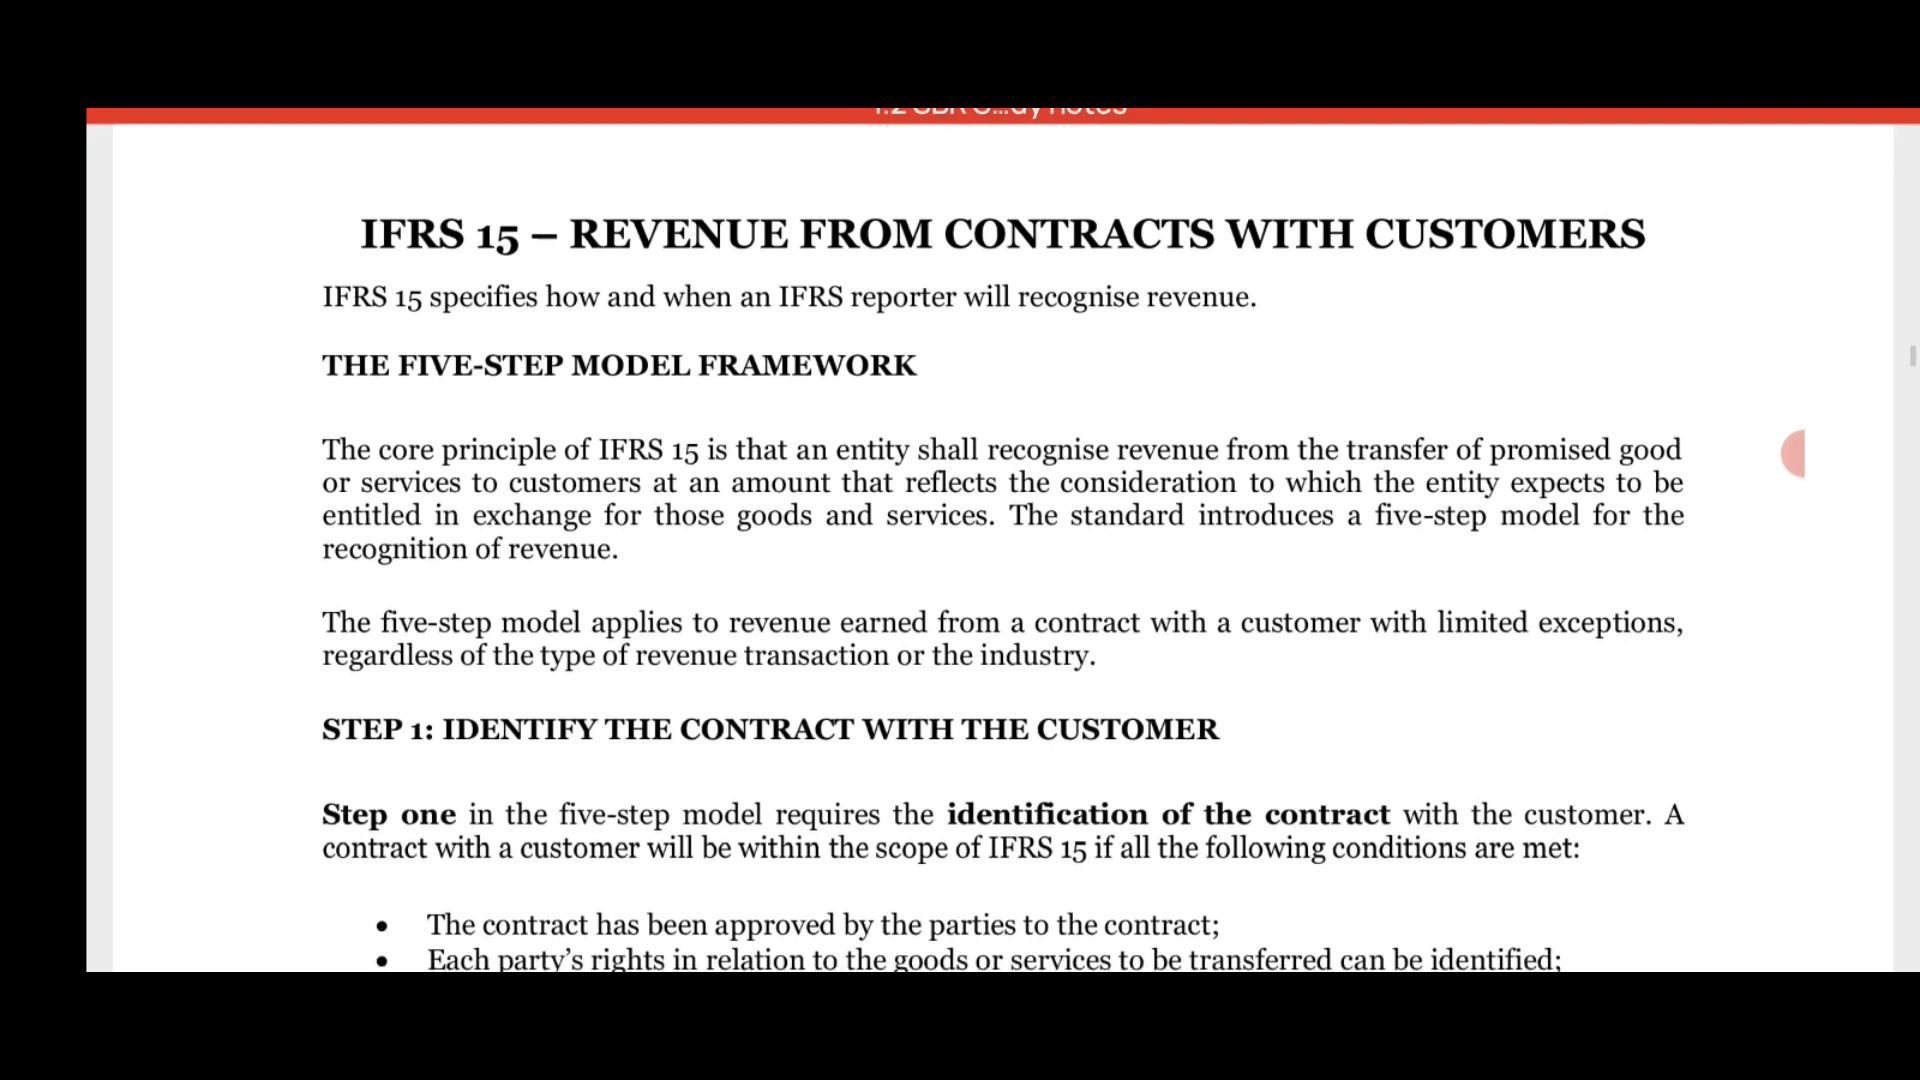 IFRS 15 – REVENUE FROM CONTRACTS WITH CUSTOMERS
IFRS 15 specifies how and when an IFRS reporter will recognise revenue.
THE FIVE-STEP MODEL FRAMEWORK
The core principle of IFRS 15 is that an entity shall recognise revenue from the transfer of promised good
or services to customers at an amount that reflects the consideration to which the entity expects to be
entitled in exchange for those goods and services. The standard introduces a five-step model for the
recognition of revenue.
The five-step model applies to revenue earned from a contract with a customer with limited exceptions,
regardless of the type of revenue transaction or the industry.
STEP 1: IDENTIFY THE CONTRACT WITH THE CUSTOMER
Step one in the five-step model requires the identification of the contract with the customer. A
contract with a customer will be within the scope of IFRS 15 if all the following conditions are met:
• The contract has been approved by the parties to the contract;
• Each party’s rights in relation to the goods or services to be transferred can be identified;